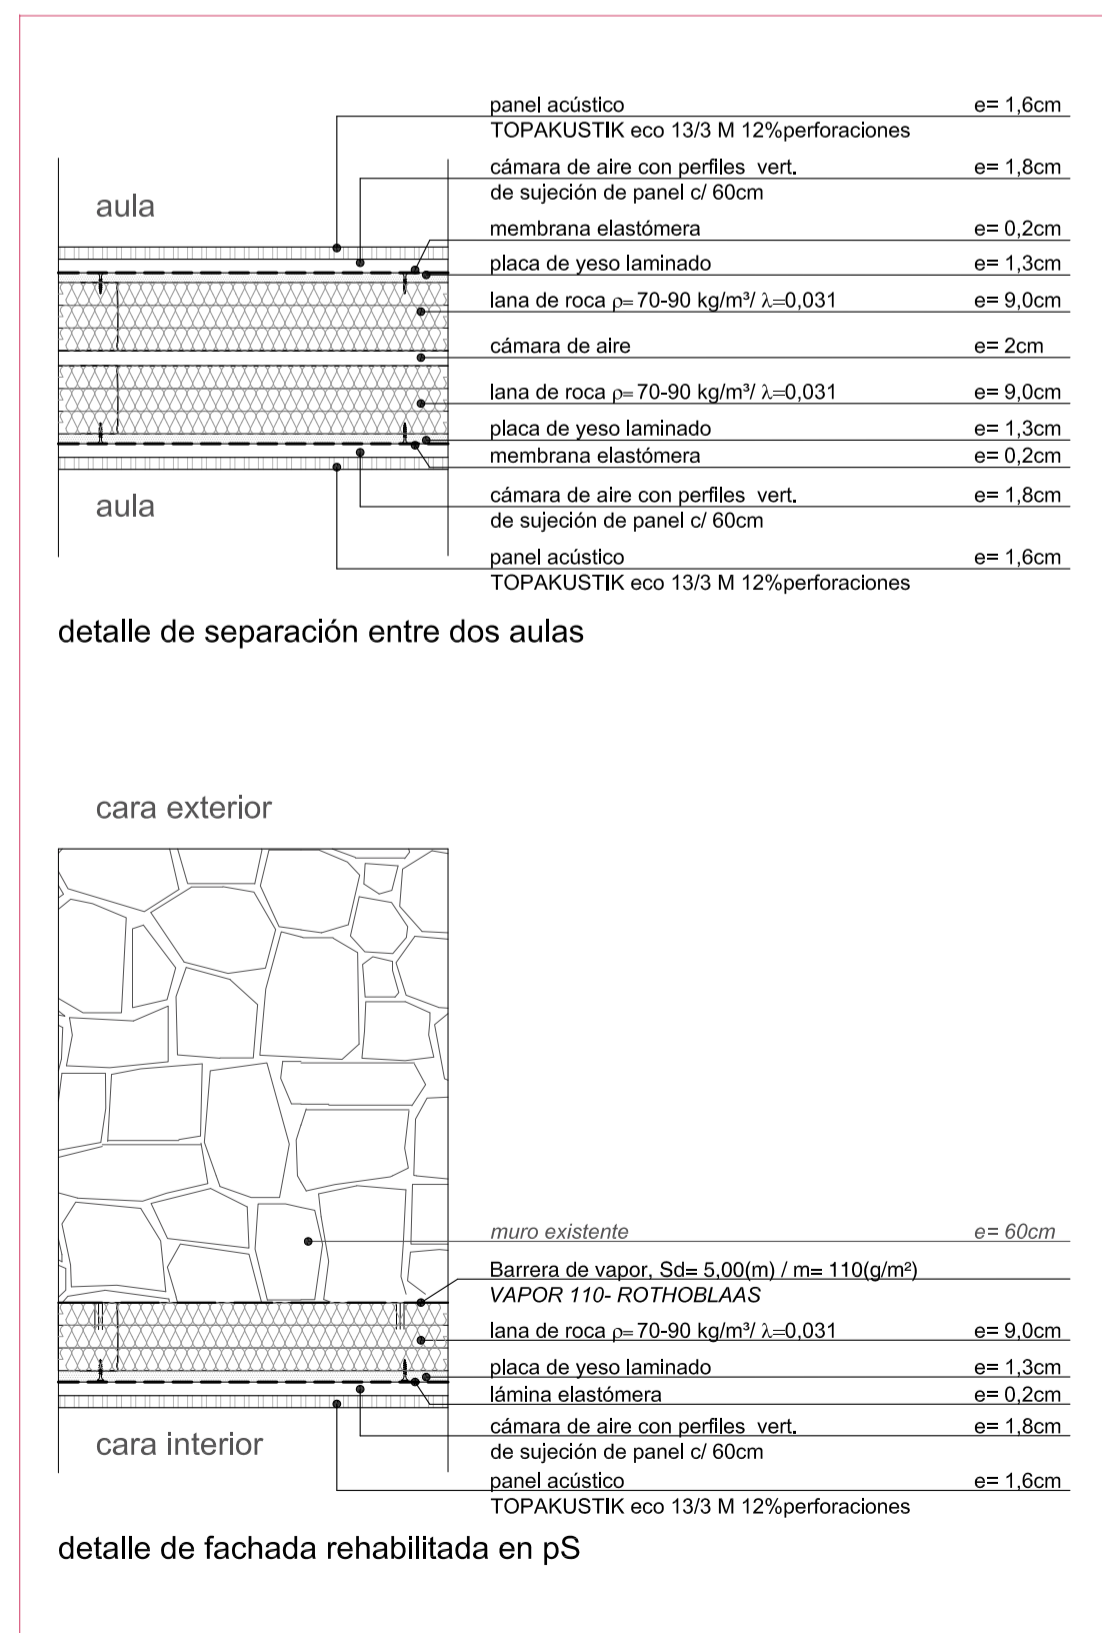 panel acústico e= 1,6cm
TOPAKUSTIK eco 13/3 M 12%perforaciones
cámara de aire con perfiles vert. e= 1,8cm
de sujeción de panel c/ 60cm
aula
membrana elastómera e= 0,2cm
placa de yeso laminado e= 1,3cm
lana de roca ρ= 70-90 kg/m³/ λ=0,031 e= 9,0cm
cámara de aire e= 2cm
lana de roca ρ= 70-90 kg/m³/ λ=0,031 e= 9,0cm
placa de yeso laminado e= 1,3cm
membrana elastómera e= 0,2cm
aula
cámara de aire con perfiles vert. e= 1,8cm
de sujeción de panel c/ 60cm
panel acústico e= 1,6cm
TOPAKUSTIK eco 13/3 M 12%perforaciones
detalle de separación entre dos aulas
cara exterior
muro existente e= 60cm
Barrera de vapor, Sd= 5,00(m) / m= 110(g/m²)
VAPOR 110- ROTHOBLAAS
lana de roca ρ= 70-90 kg/m³/ λ=0,031 e= 9,0cm
placa de yeso laminado e= 1,3cm
lámina elastómera e= 0,2cm
cara interior
cámara de aire con perfiles vert. e= 1,8cm
de sujeción de panel c/ 60cm
panel acústico e= 1,6cm
TOPAKUSTIK eco 13/3 M 12%perforaciones
detalle de fachada rehabilitada en pS